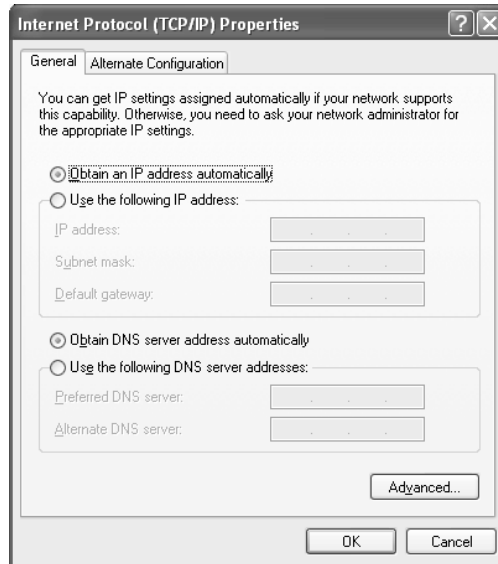 Internet Protocol (TCP/IP) Properties
General
Alternate Configuration
You can get IP settings assigned automatically if your network supports
this capability. Otherwise, you need to ask your network administrator for
the appropriate IP settings.
Obtain an IP address automatically
Use the following IP address:
IP address:
Subnet mask:
Default gateway:
Obtain DNS server address automatically
Use the following DNS server addresses:
Preferred DNS server:
Alternate DNS server:
Advanced...
OK
Cancel